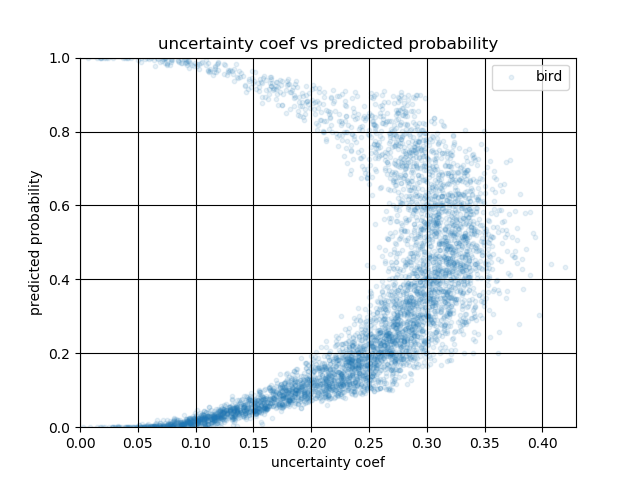 uncertainty coef vs predicted probability
bird
predicted probability
1.0
0.8
0.6
0.4
0.2
0.0
0.00 0.05 0.10 0.15 0.20 0.25 0.30 0.35 0.40
uncertainty coef